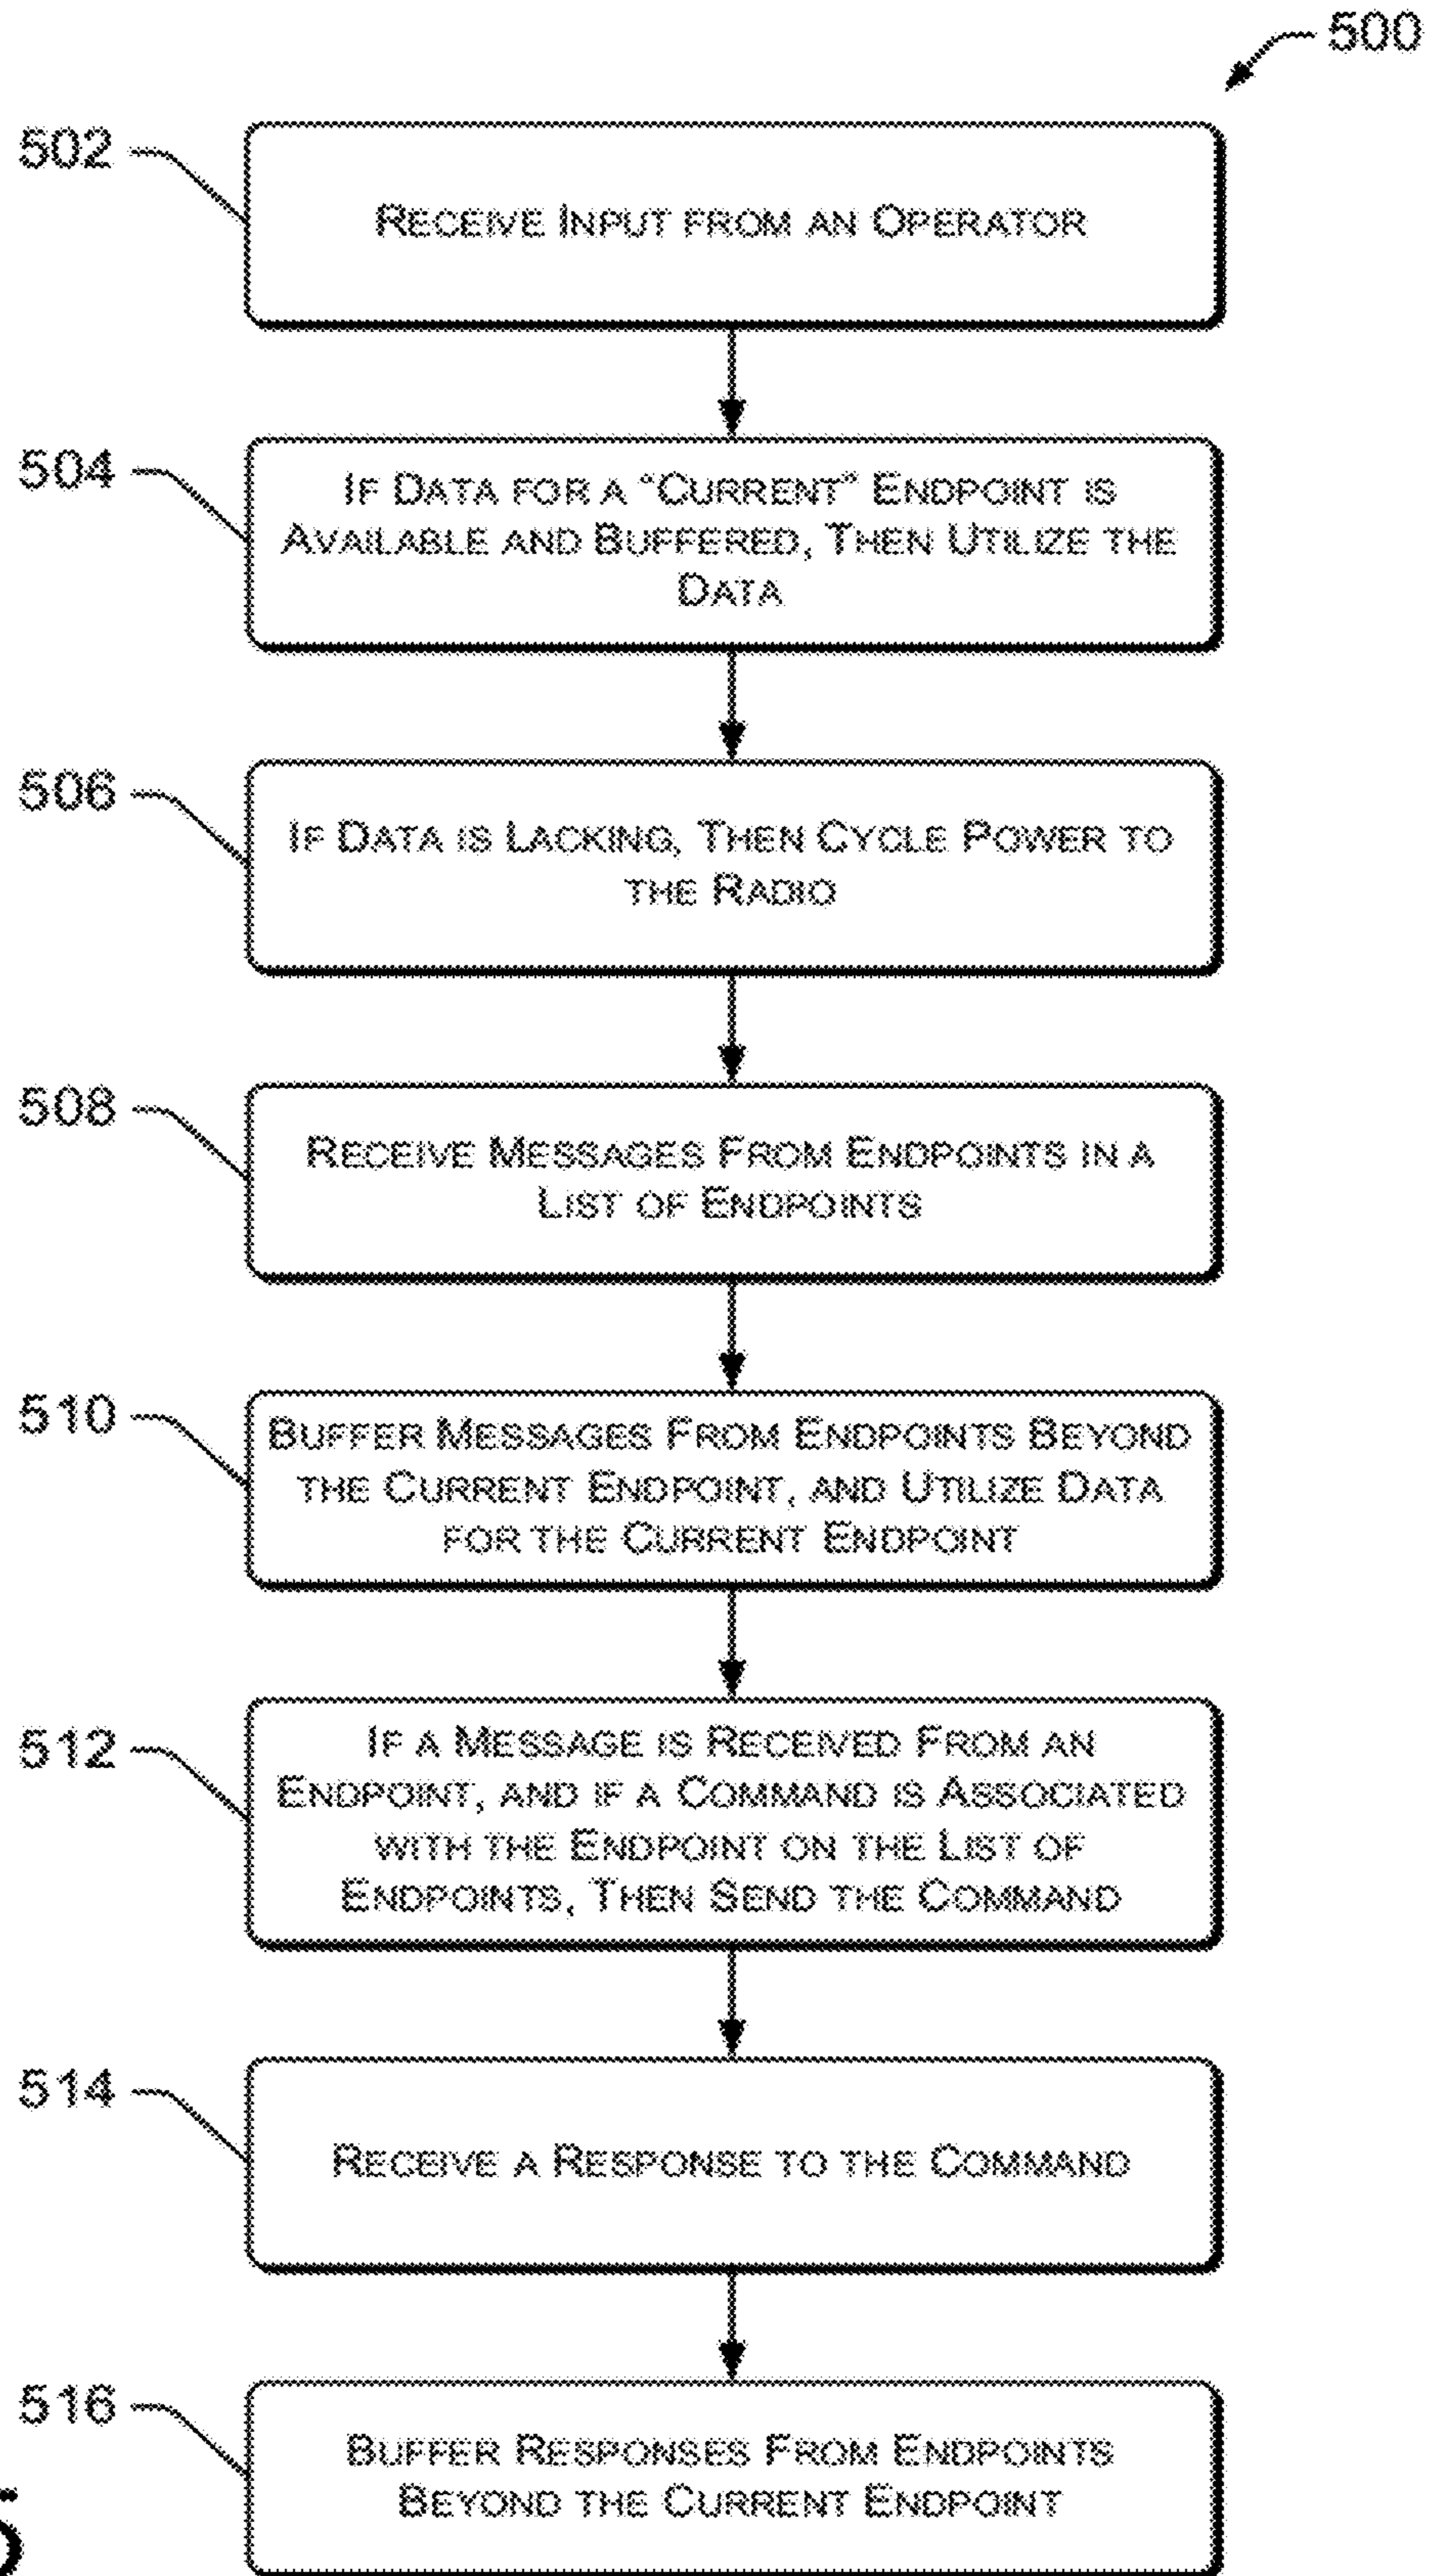 500
502
RECEIVE INPUT FROM AN OPERATOR
504
IF DATA FOR A "CURRENT" ENDPOINT IS
AVAILABLE AND BUFFERED, THEN UTILIZE THE
DATA
506
IF DATA IS LACKING, THEN CYCLE POWER TO
THE RADIO
508
RECEIVE MESSAGES FROM ENDPOINTS IN A
LIST OF ENDPOINTS
510
BUFFER MESSAGES FROM ENDPOINTS BEYOND
THE CURRENT ENDPOINT, AND UTILIZE DATA
FOR THE CURRENT ENDPOINT
512
IF A MESSAGE IS RECEIVED FROM AN
ENDPOINT, AND IF A COMMAND IS ASSOCIATED
WITH THE ENDPOINT ON THE LIST OF
ENDPOINTS, THEN SEND THE COMMAND
514
RECEIVE A RESPONSE TO THE COMMAND
516
BUFFER RESPONSES FROM ENDPOINTS
BEYOND THE CURRENT ENDPOINT